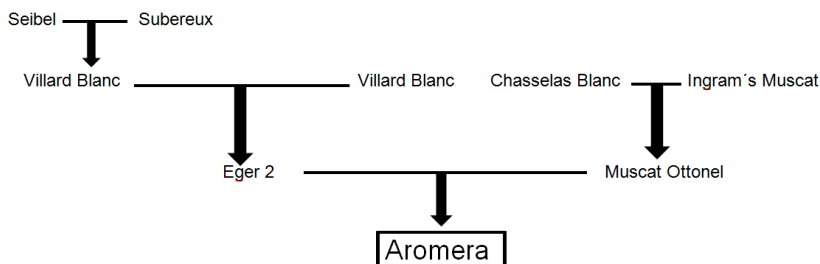 Seibel Subereux
Villard Blanc Villard Blanc Chasselas Blanc Ingram´s Muscat
Eger 2 Muscat Ottonel
Aromera